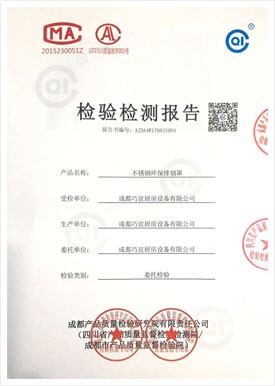 MA
AL
CQI
2015230051Z
检验检测报告
产品名称：
不锈钢环保排烟罩
受检单位：
成都巧宜厨房设备有限公司
生产单位：
成都巧宜厨房设备有限公司
委托单位：
成都巧宜厨房设备有限公司
检验类别：
委托检验
成都产品质量检验研究院有限责任公司
(四川省产品质量监督检验检测院/
成都市产品质量监督检验院)